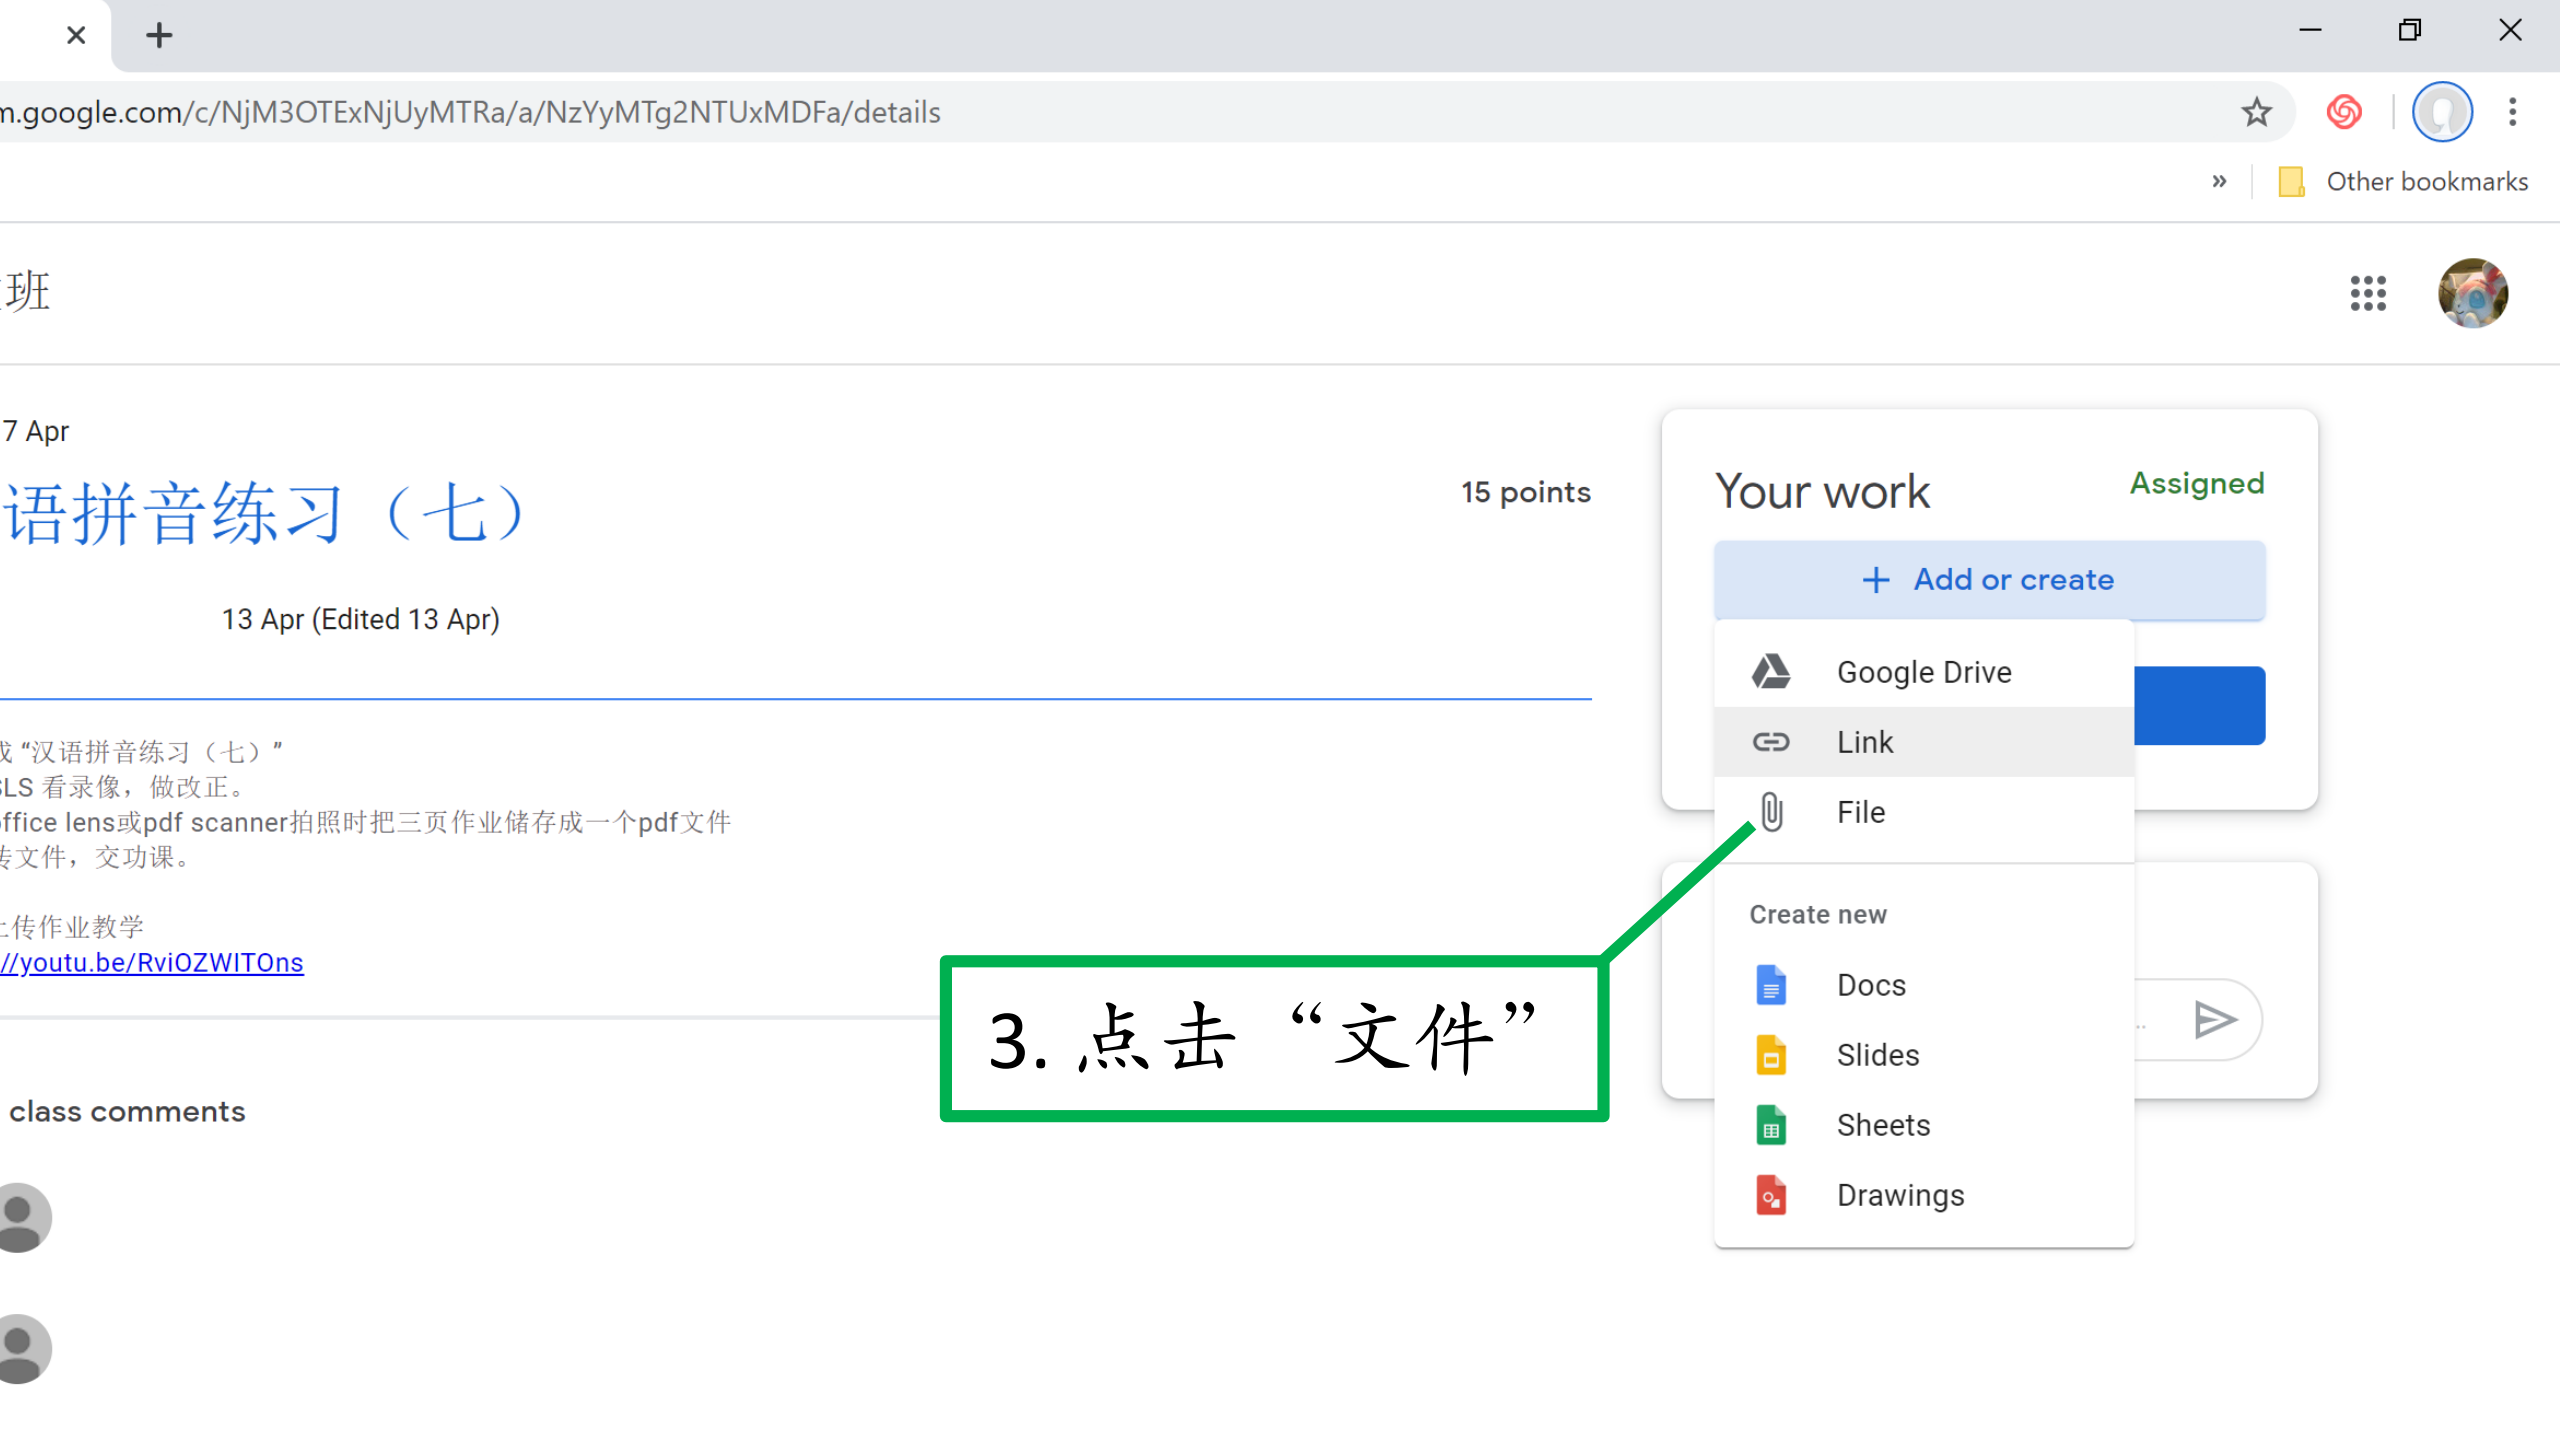 m.google.com/c/NjM3OTExNjUyMTRa/a/NzYyMTg2NTUxMDFa/details
» Other bookmarks
班
7 Apr
语拼音练习（七）
15 points
13 Apr (Edited 13 Apr)
Your work
Assigned
+ Add or create
Google Drive
Link
File
Create new
Docs
Slides
Sheets
Drawings
成 “汉语拼音练习（七）”
SLS 看录像，做改正。
office lens或pdf scanner拍照时把三页作业储存成一个pdf文件
传文件，交功课。
上传作业教学
//youtu.be/RviOZWITOns
3. 点击 “文件”
class comments